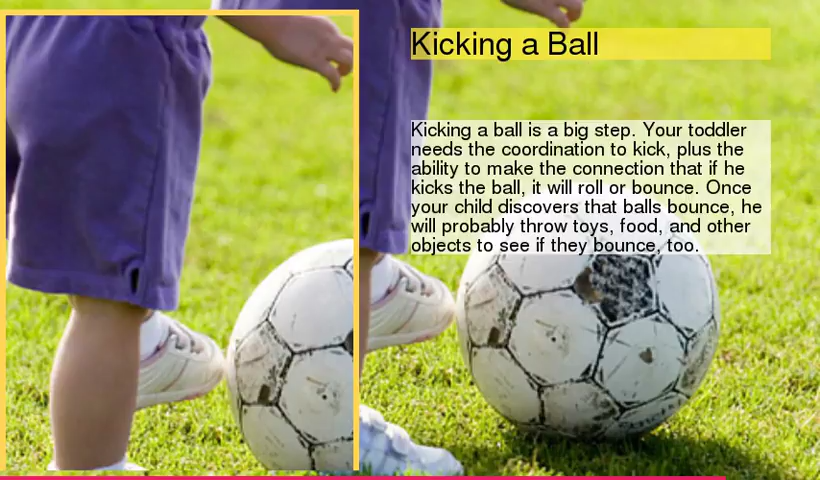 Kicking a Ball
Kicking a ball is a big step. Your toddler
needs the coordination to kick, plus the
ability to make the connection that if he
kicks the ball, it will roll or bounce. Once
your child discovers that balls bounce, he
will probably throw toys, food, and other
objects to see if they bounce, too.